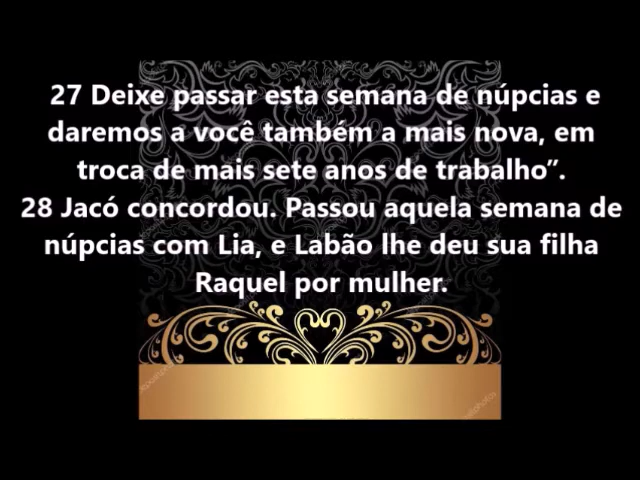 27 Deixe passar esta semana de núpcias e
daremos a você também a mais nova, em
troca de mais sete anos de trabalho”.
28 Jacó concordou. Passou aquela semana de
núpcias com Lia, e Labão lhe deu sua filha
Raquel por mulher.